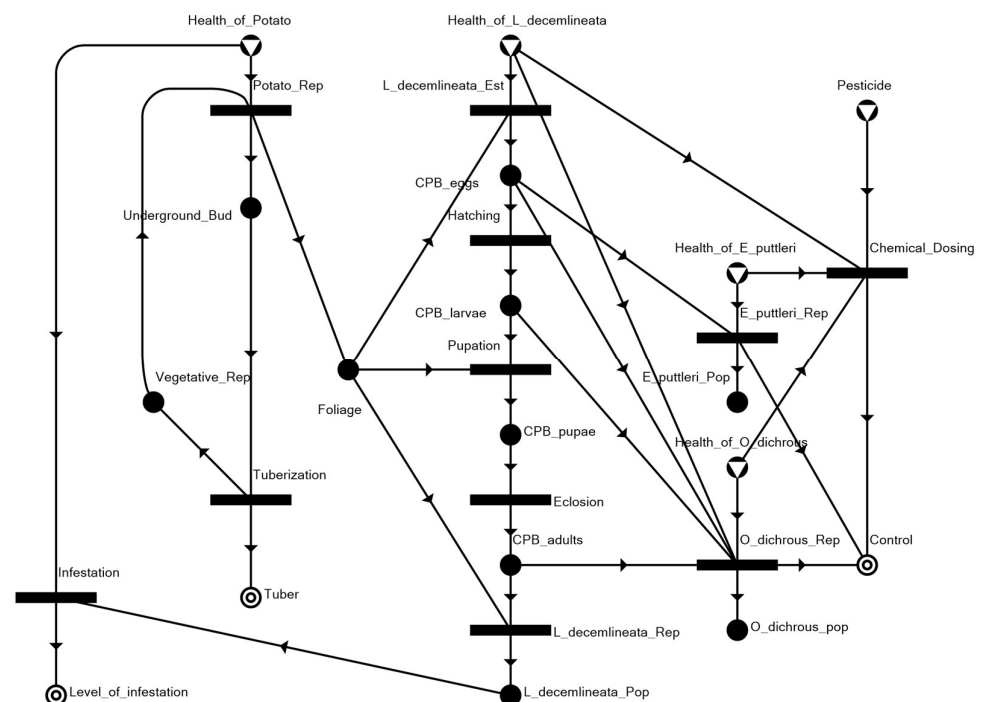 Health_of_Potato
Health_of_L_decemlineata
Potato_Rep
L_decemlineata_Est
Pesticide
CPB_eggs
Underground_Bud
Hatching
Health_of_E_puttleri
Chemical_Dosing
CPB_larvae
E_puttleri_Rep
Pupation
Vegetative_Rep
E_puttleri_Pop
Foliage
CPB_pupae
Health_of_O_dichrous
Tuberization
Eclosion
CPB_adults
O_dichrous_Rep
Control
Infestation
Tuber
O_dichrous_pop
L_decemlineata_Rep
Level_of_infestation
L_decemlineata_Pop